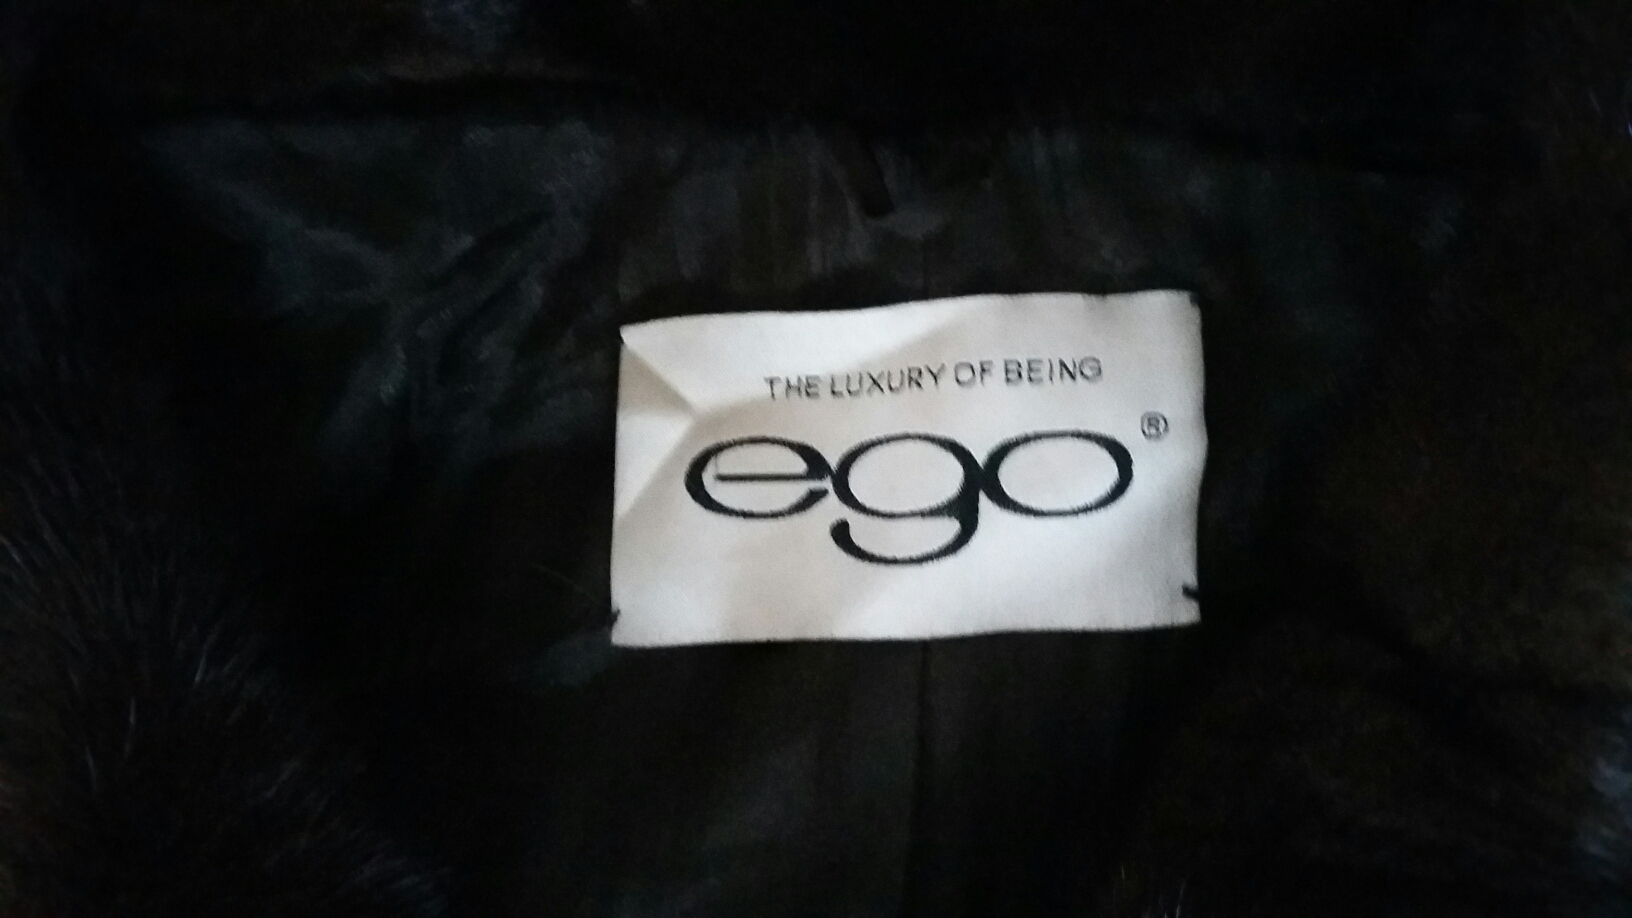 THE LUXURY OF BEING
ego®